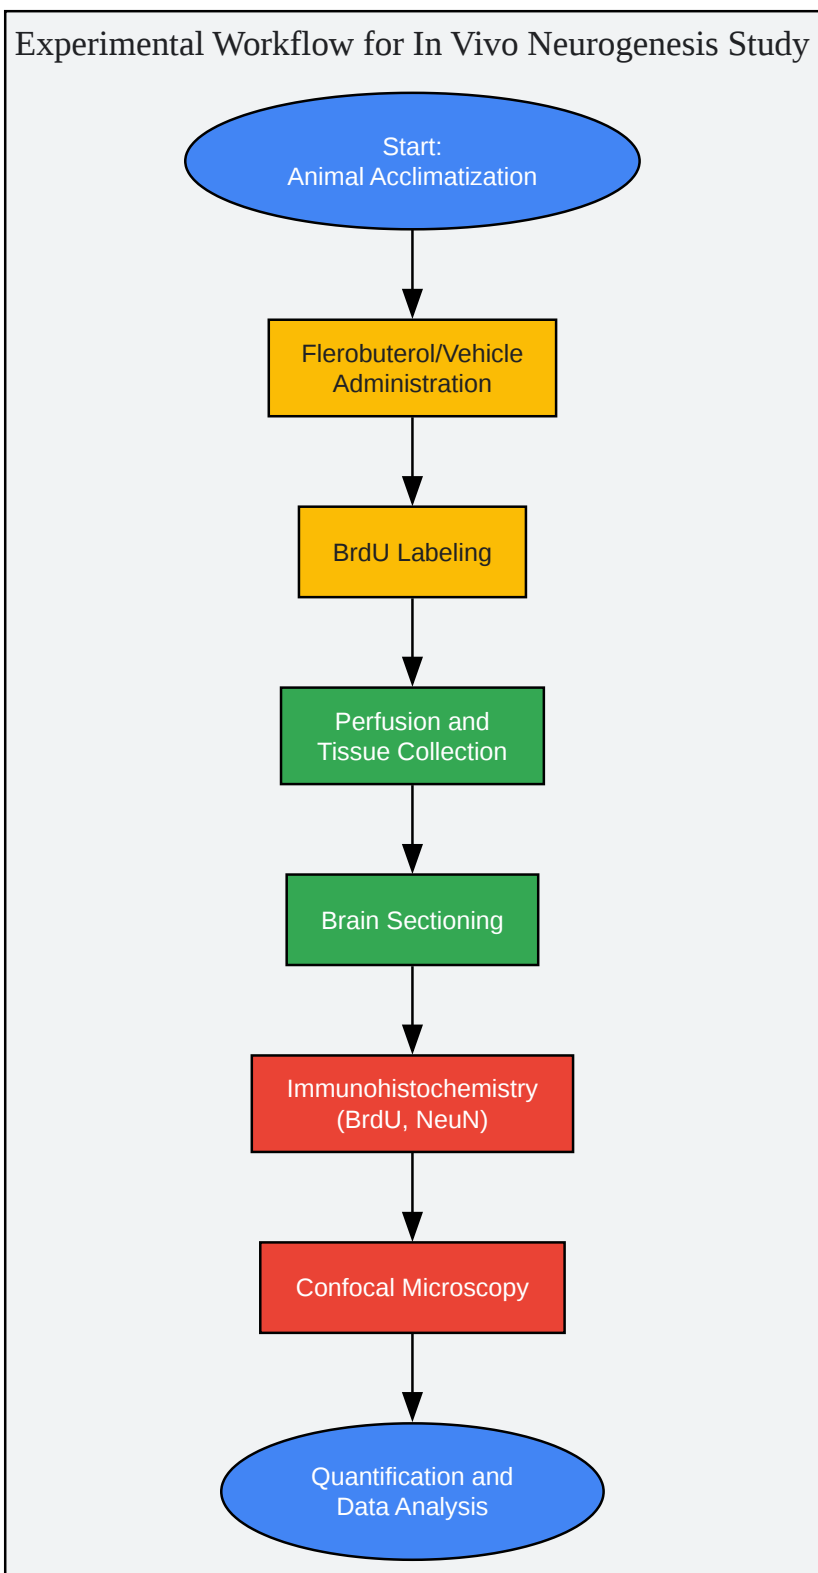 Experimental Workflow for In Vivo Neurogenesis Study
Start:
Animal Acclimatization
Flerobuterol/Vehicle
Administration
BrdU Labeling
Perfusion and
Tissue Collection
Brain Sectioning
Immunohistochemistry
(BrdU, NeuN)
Confocal Microscopy
Quantification and
Data Analysis